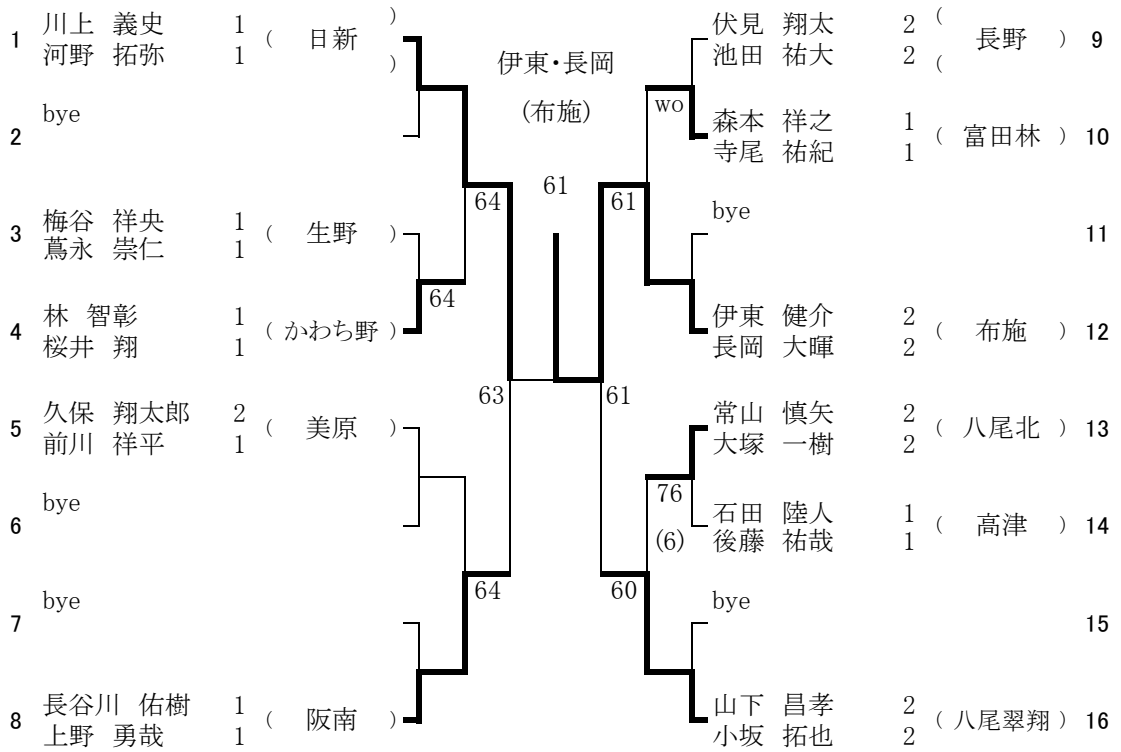 川上 義史 1
1 ( 日新 )
河野 拓弥 1 )
bye
2
梅谷 祥央 1
3 ( 生野 )
蔦永 崇仁 1
64
林 智彰 1
4 ( かわち野 )
桜井 翔 1
久保 翔太郎 2
5 ( 美原 )
前川 祥平 1
bye
6
bye
7
長谷川 佑樹 1
8 ( 阪南 )
上野 勇哉 1
64
63
64
伊東・長岡
(布施)
61
61
61
60
伏見 翔太 2 (
( 長野 ) 9
池田 祐大 2 (
wo
森本 祥之 1
( 富田林 ) 10
寺尾 祐紀 1
bye
11
伊東 健介 2
( 布施 ) 12
長岡 大暉 2
常山 慎矢 2
( 八尾北 ) 13
大塚 一樹 2
76
(6)
石田 陸人 1
( 高津 ) 14
後藤 祐哉 1
bye
15
山下 昌孝 2
( 八尾翠翔 ) 16
小坂 拓也 2